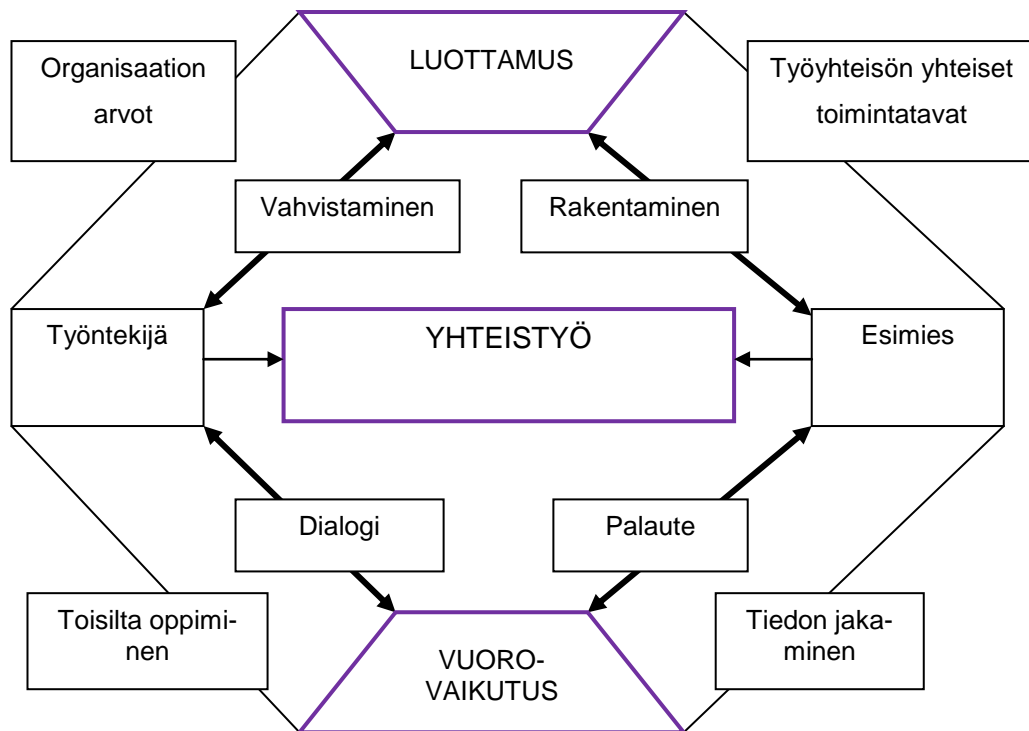 Organisaation
arvot
LUOTTAMUS
Työyhteisön yhteiset
toimintatavat
Vahvistaminen
Rakentaminen
Työntekijä
YHTEISTYÖ
Esimies
Dialogi
Palaute
Toisilta oppimi-
nen
VUORO-
VAIKUTUS
Tiedon jaka-
minen